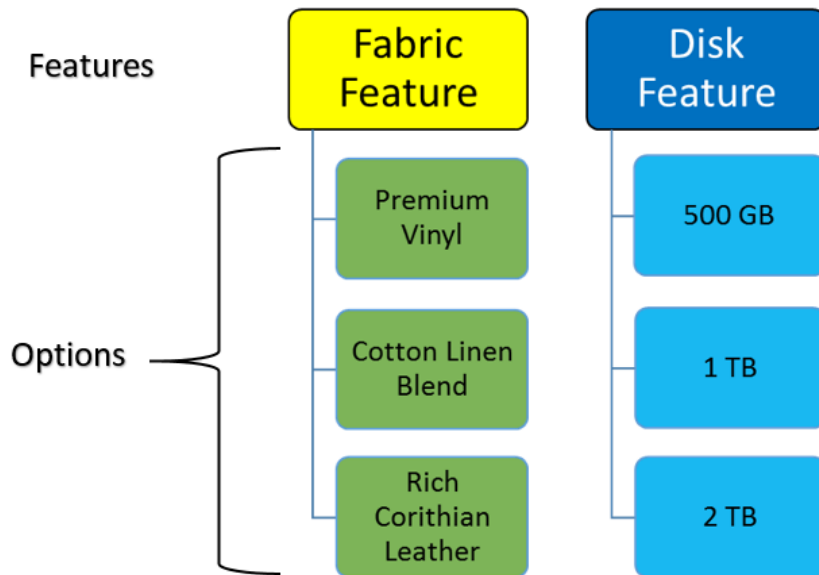 Features
Fabric
Feature
Disk
Feature
Options
Premium
Vinyl
500 GB
Cotton Linen
Blend
1 TB
Rich
Corithian
Leather
2 TB